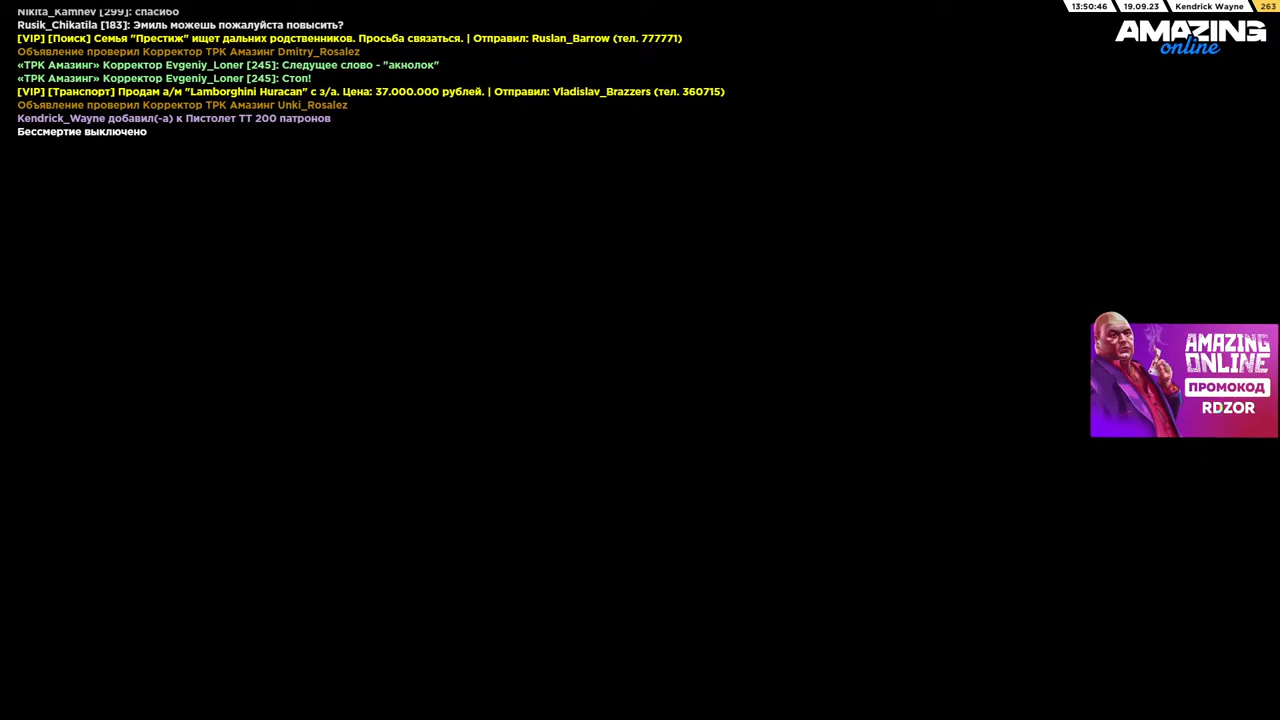 Nikita_Kamnev [299]: спасибо
Rusik_Chikatila [183]: Эмиль можешь пожалуйста повысить?
[VIP] [Поиск] Семья "Престиж" ищет дальних родственников. Просьба связаться. | Отправил: Ruslan_Barrow (тел. 777771)
Объявление проверил Корректор ТРК Амазинг Dmitry_Rosalez
«ТРК Амазинг» Корректор Evgeniy_Loner [245]: Следущее слово - "акнолок"
«ТРК Амазинг» Корректор Evgeniy_Loner [245]: Стоп!
[VIP] [Транспорт] Продам а/м "Lamborghini Huracan" с з/а. Цена: 37.000.000 рублей. | Отправил: Vladislav_Brazzers (тел. 360715)
Объявление проверил Корректор ТРК Амазинг Unki_Rosalez
Kendrick_Wayne добавил(-а) к Пистолет ТТ 200 патронов
Бессмертие выключено
13:50:46 19.09.23 Kendrick Wayne 263
AMAZING
online
AMAZING
ONLINE
ПРОМОКОД
RDZOR